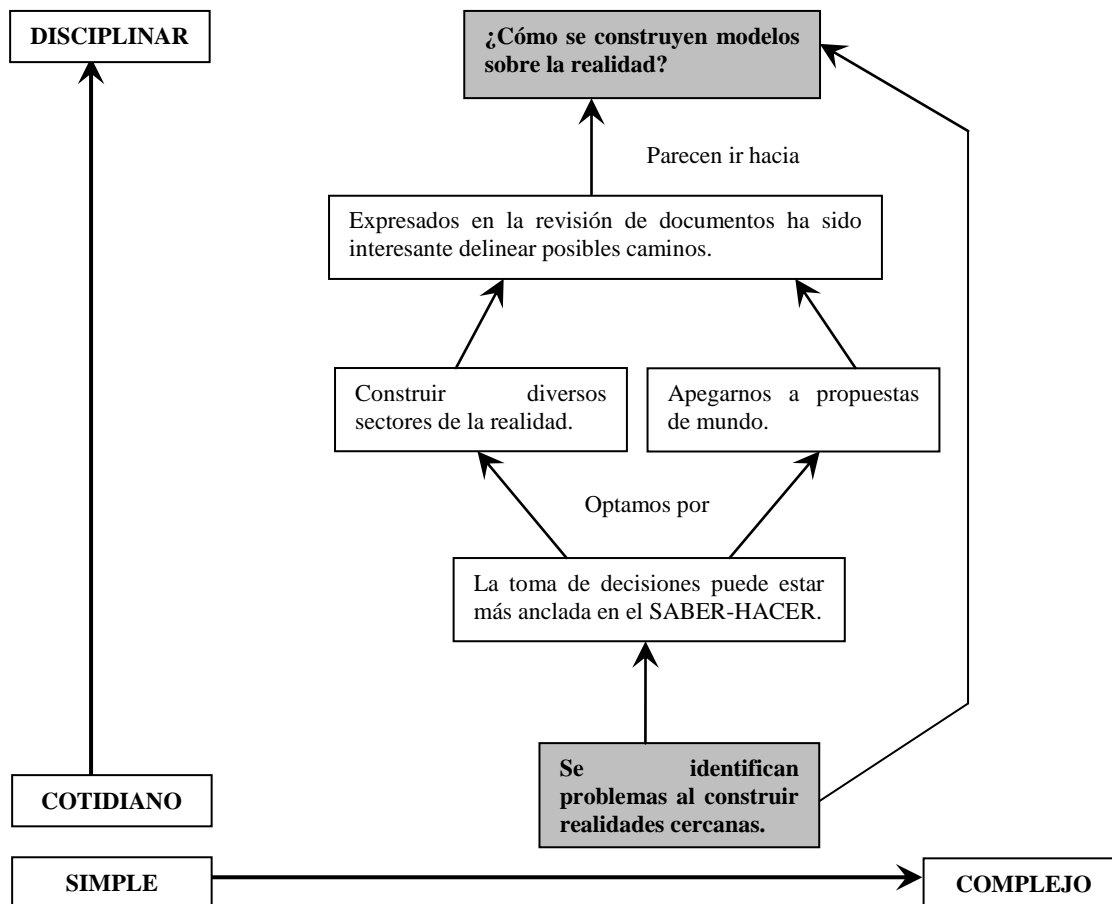 DISCIPLINAR
¿Cómo se construyen modelos
sobre la realidad?
Parecen ir hacia
Expresados en la revisión de documentos ha sido
interesante delinear posibles caminos.
Construir diversos
sectores de la realidad.
Apegarnos a propuestas
de mundo.
Optamos por
La toma de decisiones puede estar
más anclada en el SABER-HACER.
Se identifican
problemas al construir
realidades cercanas.
COTIDIANO
SIMPLE
COMPLEJO